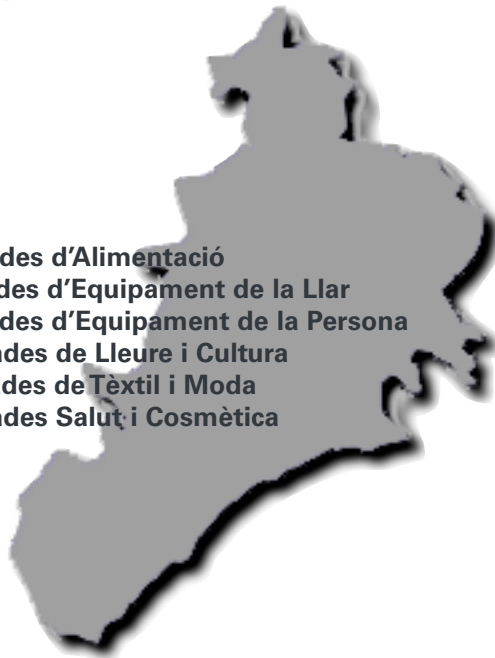 des d'Alimentació
des d'Equipament de la Llar
des d'Equipament de la Persona
ades de Lleure i Cultura
ades de Tèxtil i Moda
ades Salut i Cosmètica